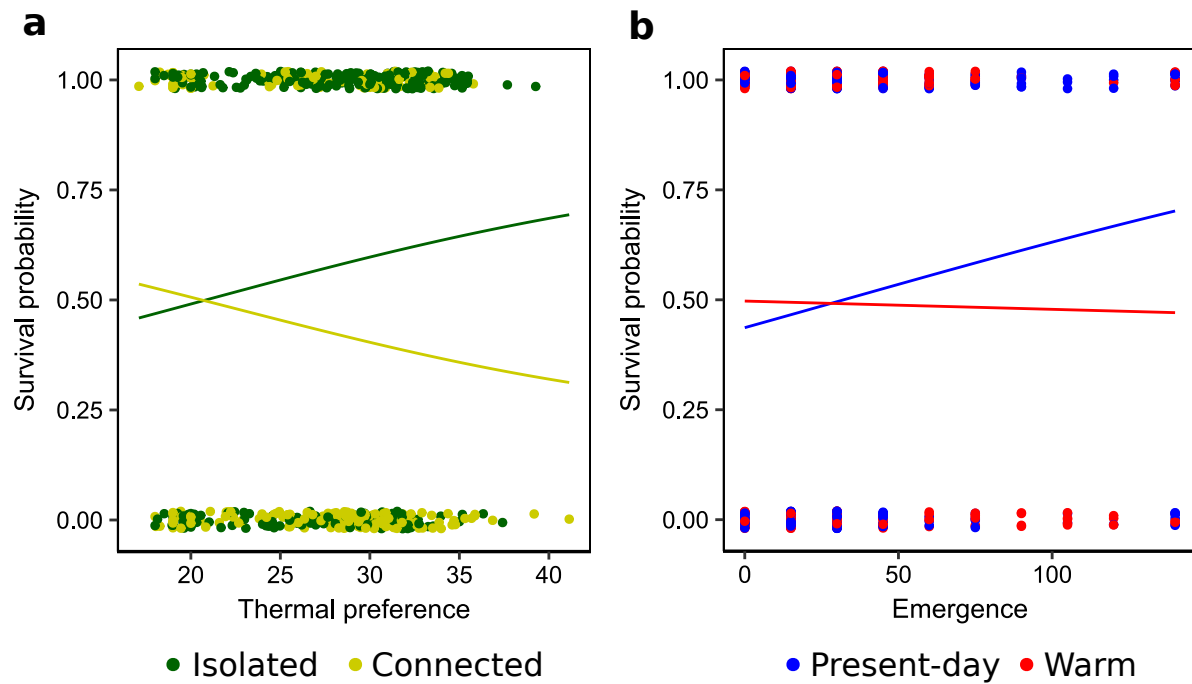 a
b
1.00
0.75
0.50
0.25
0.00
Survival probability
20 25 30 35 40
Thermal preference
Isolated Connected
1.00
0.75
0.50
0.25
0.00
Survival probability
0 50 100
Emergence
Present-day Warm